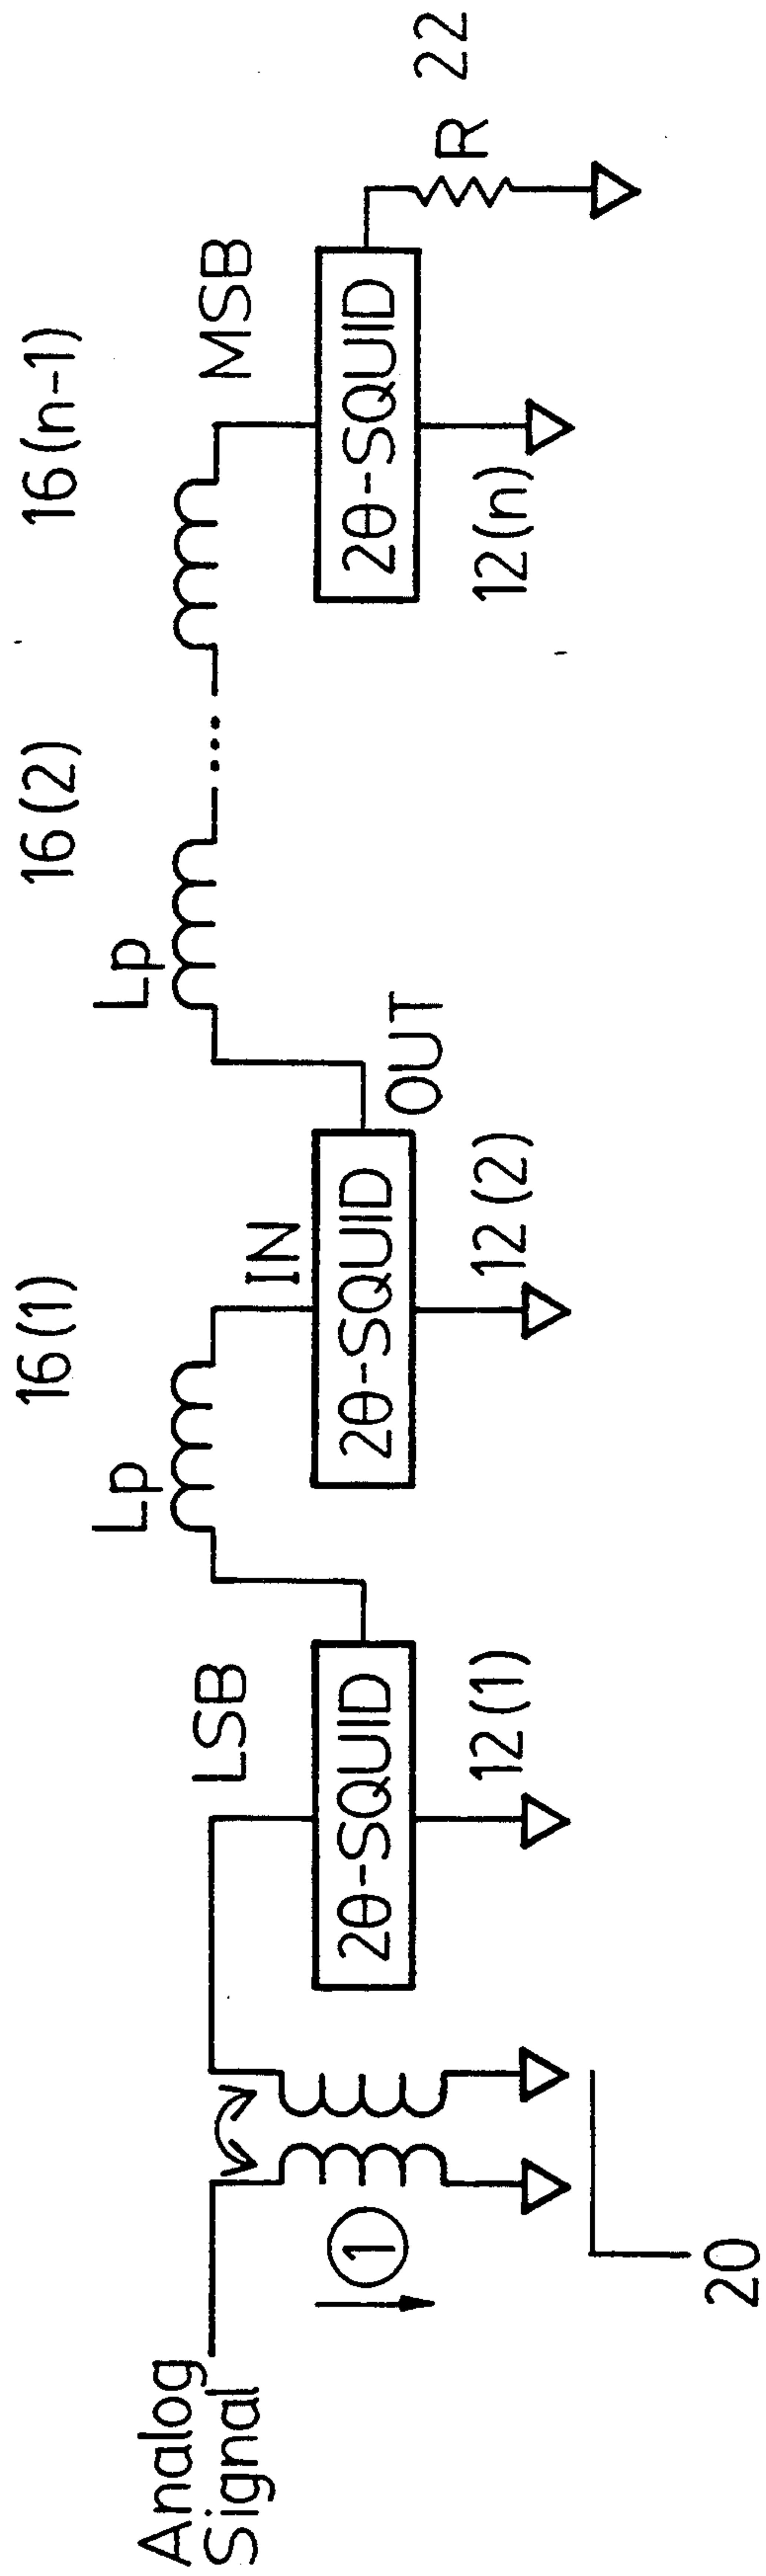 16 (1)
16 (2)
16 (n-1)
Lp
Lp
Analog
Signal
LSB
IN
MSB
1
2θ-SQUID
2θ-SQUID
OUT
2θ-SQUID
R
22
12 (1)
12 (2)
12 (n)
20